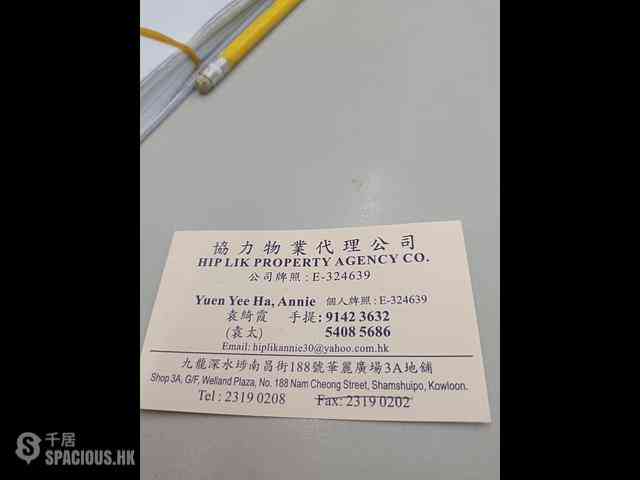 協力物業代理公司
HIP LIK PROPERTY AGENCY CO.
公司牌照 : E-324639
Yuen Yee Ha, Annie 個人牌照 : E-324639
袁綺霞 手提: 9142 3632
(袁太) 5408 5686
Email: hiplikannie30@yahoo.com.hk
九龍深水埗南昌街188號華麗廣場3A地鋪
Shop 3A, G/F, Welland Plaza, No. 188 Nam Cheong Street, Shamshuipo, Kowloon.
Tel : 2319 0208 Fax: 2319 0202
千居
SPACIOUS.HK